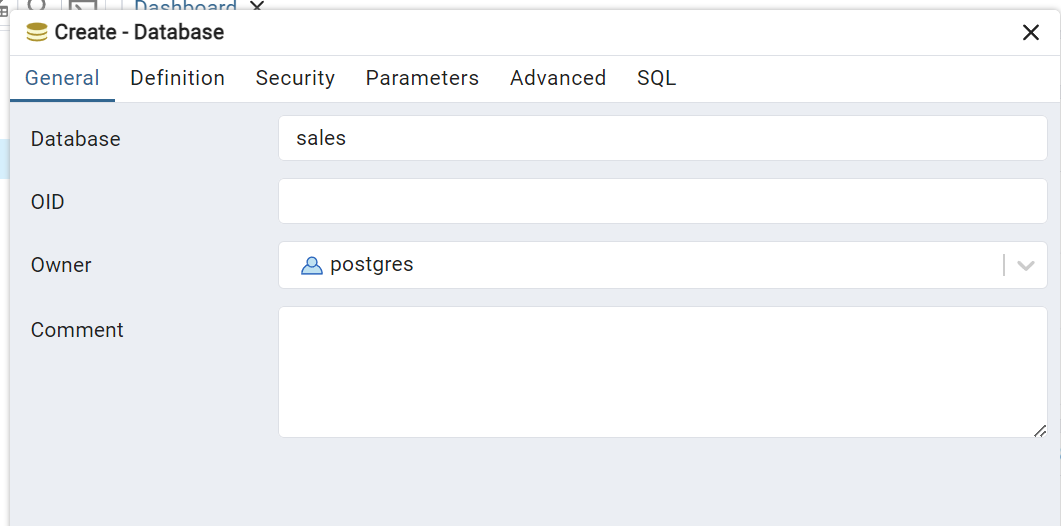 Dashboard
Create - Database
General Definition Security Parameters Advanced SQL
Database sales
OID
Owner postgres
Comment